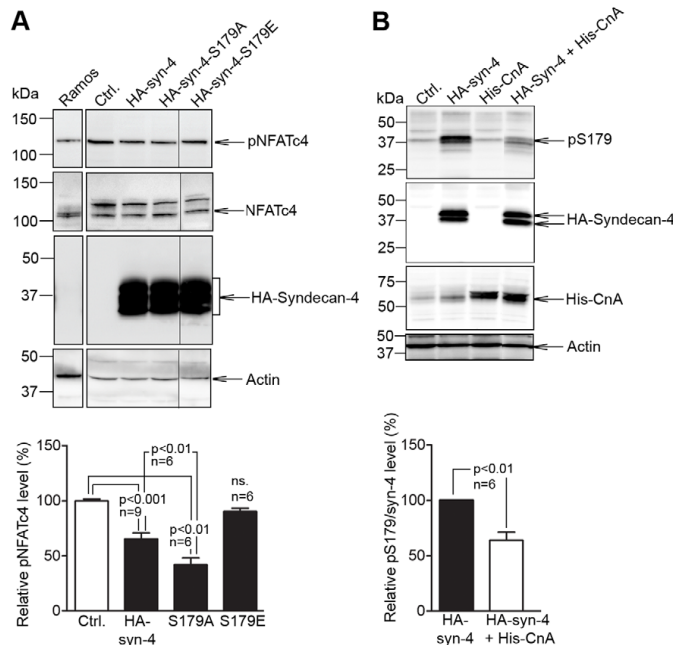 A
Ramos
Ctrl.
HA-syn-4
HA-syn-4-S179A
HA-syn-4-S179E
kDa
150
100
pNFATc4
150
100
NFATc4
50
37
HA-Syndecan-4
50
37
Actin
Relative pNFATc4 level (%)
150
100
50
0
p<0.01
n=6
p<0.001
n=9
p<0.01
n=6
ns.
n=6
Ctrl.
HA-
syn-4
S179A
S179E
B
Ctrl.
HA-syn-4
His-CnA
HA-Syn-4 + His-CnA
kDa
50
37
25
pS179
50
37
25
HA-Syndecan-4
75
50
His-CnA
50
37
Actin
Relative pS179/syn-4 level (%)
150
100
50
0
p<0.01
n=6
HA-
syn-4
HA-syn-4
+ His-CnA